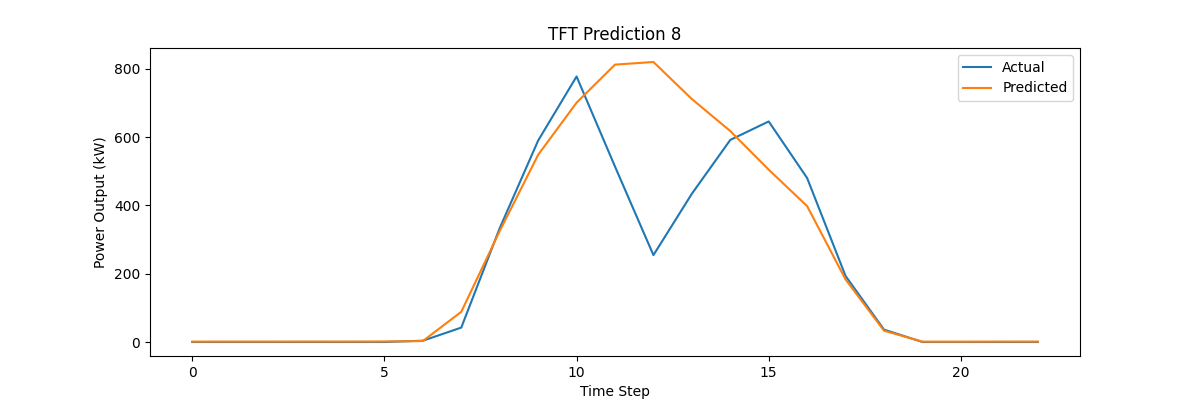 TFT Prediction 8
Actual
Predicted
Power Output (kW)
800
600
400
200
0
0 5 10 15 20
Time Step